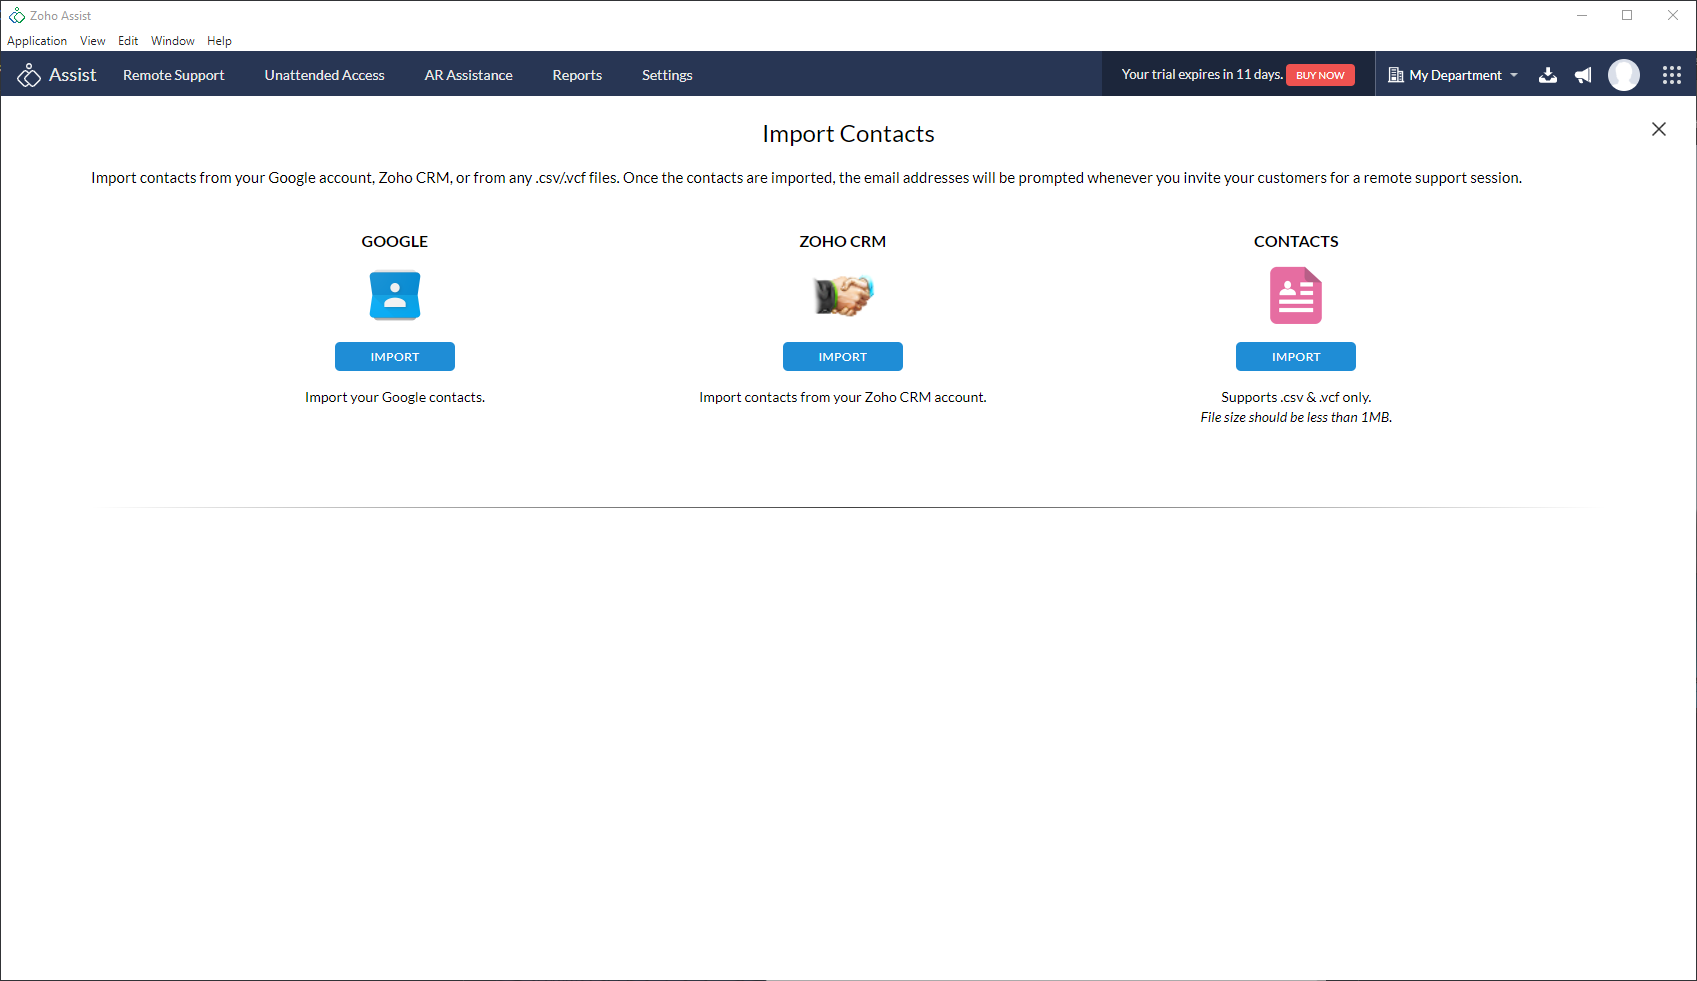 Zoho Assist
Application View Edit Window Help
Assist Remote Support Unattended Access AR Assistance Reports Settings Your trial expires in 11 days. BUY NOW My Department
Import Contacts
Import contacts from your Google account, Zoho CRM, or from any .csv/.vcf files. Once the contacts are imported, the email addresses will be prompted whenever you invite your customers for a remote support session.
GOOGLE ZOHO CRM CONTACTS
IMPORT IMPORT IMPORT
Import your Google contacts. Import contacts from your Zoho CRM account. Supports .csv & .vcf only.
File size should be less than 1MB.